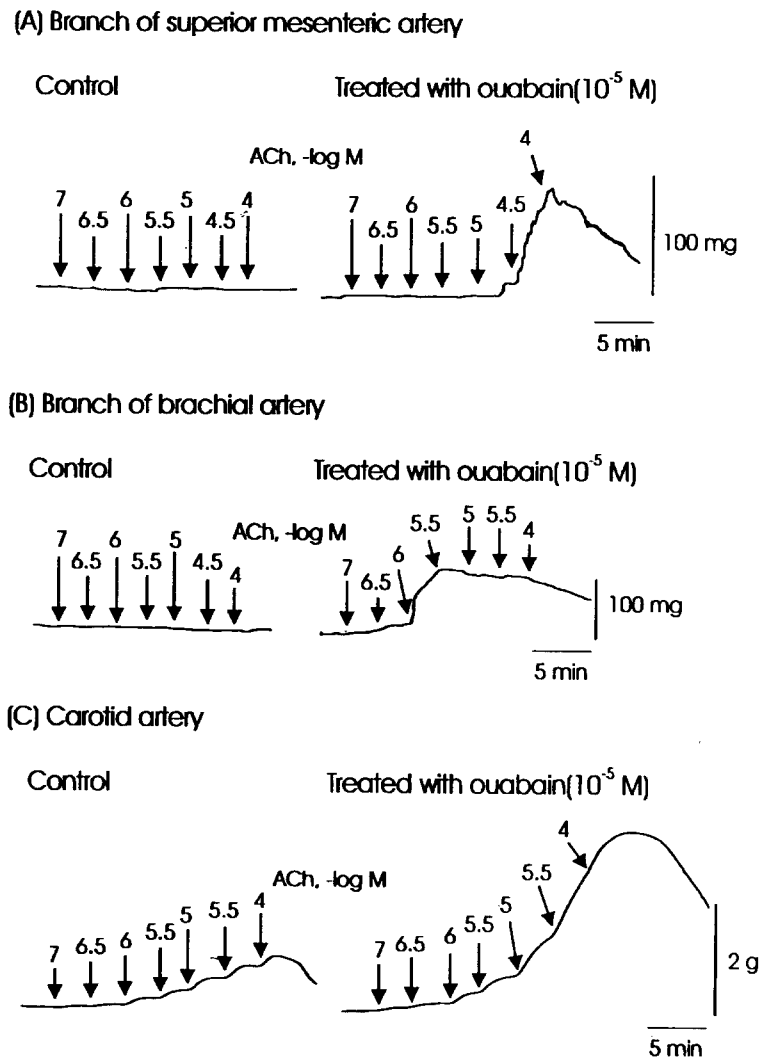 (A) Branch of superior mesenteric artery
Control
Treated with ouabain(10⁻⁵ M)
ACh, -log M
7 6.5 6 5.5 5 4.5 4
7 6.5 6 5.5 5 4.5 4
100 mg
5 min
(B) Branch of brachial artery
Control
Treated with ouabain(10⁻⁵ M)
ACh, -log M
7 6.5 6 5.5 5 4.5 4
7 6.5 6 5.5 5 5.5 4
100 mg
5 min
(C) Carotid artery
Control
Treated with ouabain(10⁻⁵ M)
ACh, -log M
7 6.5 6 5.5 5 5.5 4
7 6.5 6 5.5 5 5.5 4
2 g
5 min